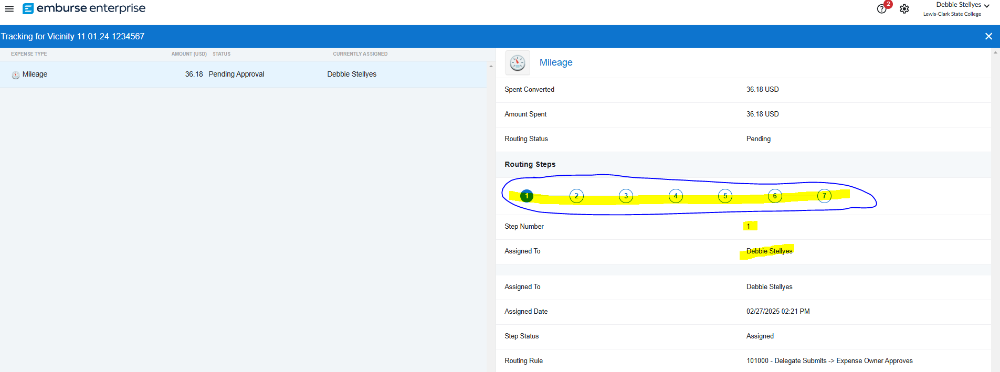 emburse enterprise
2
Debbie Stellyes
Lewis-Clark State College
Tracking for Vicinity 11.01.24 1234567
EXPENSE TYPE AMOUNT (USD) STATUS CURRENTLY ASSIGNED
Mileage 36.18 Pending Approval Debbie Stellyes
Mileage
Spent Converted 36.18 USD
Amount Spent 36.18 USD
Routing Status Pending
Routing Steps
1 2 3 4 5 6 7
Step Number 1
Assigned To Debbie Stellyes
Assigned To Debbie Stellyes
Assigned Date 02/27/2025 02:21 PM
Step Status Assigned
Routing Rule 101000 - Delegate Submits -> Expense Owner Approves